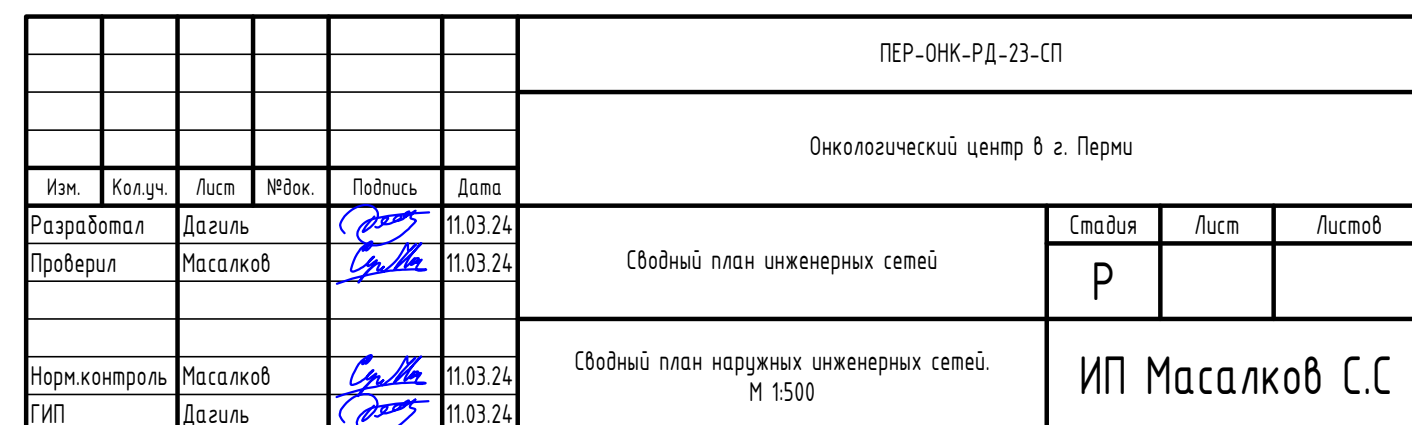 ПЕР-ОНК-РД-23-СП
Онкологический центр в г. Перми
Изм. Кол.уч. Лист №док. Подпись Дата
Разработал Дагиль 11.03.24
Проверил Масалков 11.03.24
Сводный план инженерных сетей
Стадия Лист Листов
Р
Норм.контроль Масалков 11.03.24
ГИП Дагиль 11.03.24
Сводный план наружных инженерных сетей.
М 1:500
ИП Масалков С.С